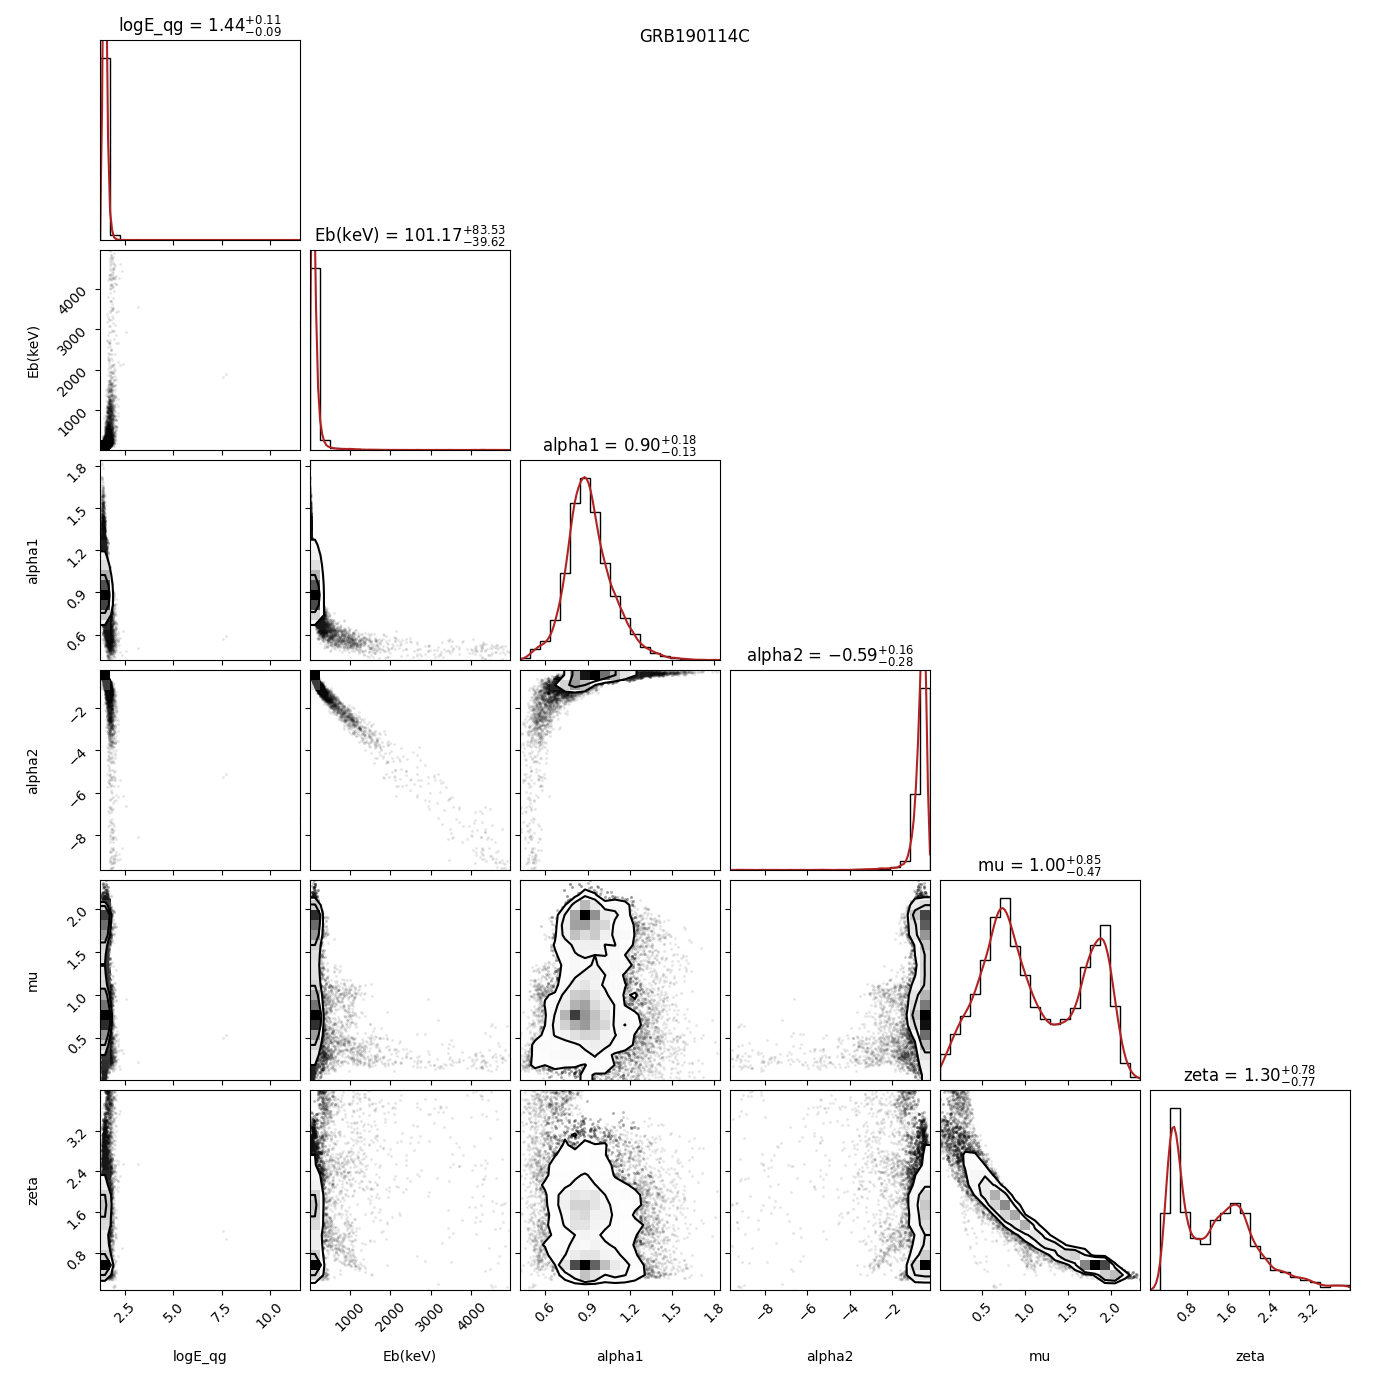 logE_qg = 1.44+0.11−0.09
GRB190114C
Eb(keV) = 101.17+83.53−39.62
Eb(keV)
4000
3000
2000
1000
alpha1 = 0.90+0.18−0.13
alpha1
1.8
1.5
1.2
0.9
0.6
alpha2 = −0.59+0.16−0.28
alpha2
−2
−4
−6
−8
mu = 1.00+0.85−0.47
mu
2.0
1.5
1.0
0.5
zeta = 1.30+0.78−0.77
zeta
3.2
2.4
1.6
0.8
2.5 5.0 7.5 10.0 1000 2000 3000 4000 0.6 0.9 1.2 1.5 1.8 −8 −6 −4 −2 0.5 1.0 1.5 2.0 0.8 1.6 2.4 3.2
logE_qg Eb(keV) alpha1 alpha2 mu zeta